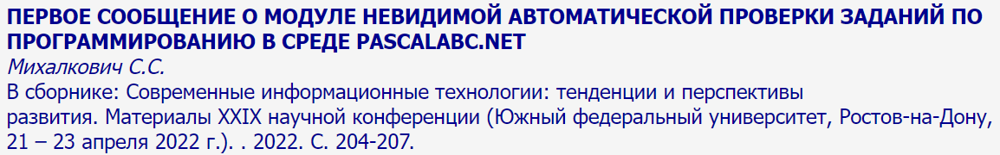 ПЕРВОЕ СООБЩЕНИЕ О МОДУЛЕ НЕВИДИМОЙ АВТОМАТИЧЕСКОЙ ПРОВЕРКИ ЗАДАНИЙ ПО
ПРОГРАММИРОВАНИЮ В СРЕДЕ PASCALABC.NET
Михалкович С.С.
В сборнике: Современные информационные технологии: тенденции и перспективы
развития. Материалы XXIX научной конференции (Южный федеральный университет, Ростов-на-Дону,
21 – 23 апреля 2022 г.). . 2022. С. 204-207.